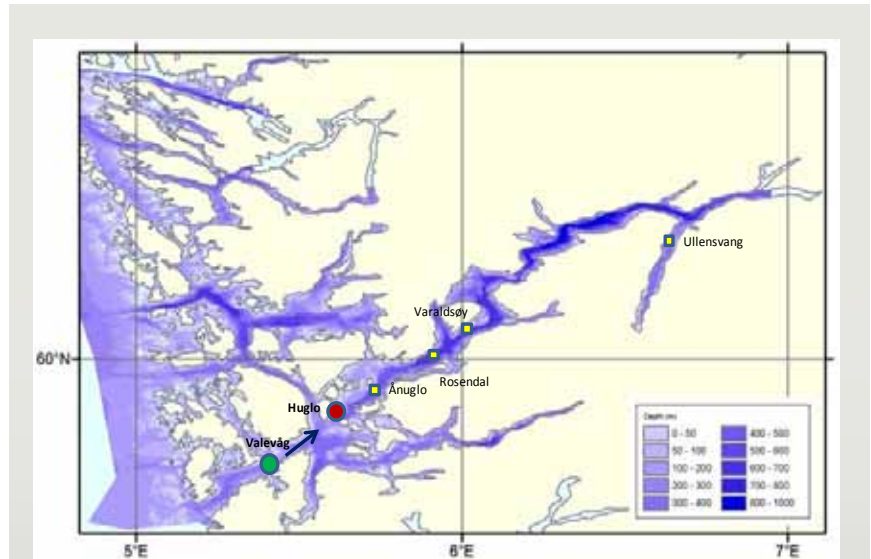 Ullensvang
Varaldsøy
60°N
Rosendal
Ånuglo
Huglo
Valevåg
Depth (m)
0 - 50
50 - 100
100 - 200
200 - 300
300 - 400
400 - 500
500 - 600
600 - 700
700 - 800
800 - 1000
5°E
6°E
7°E